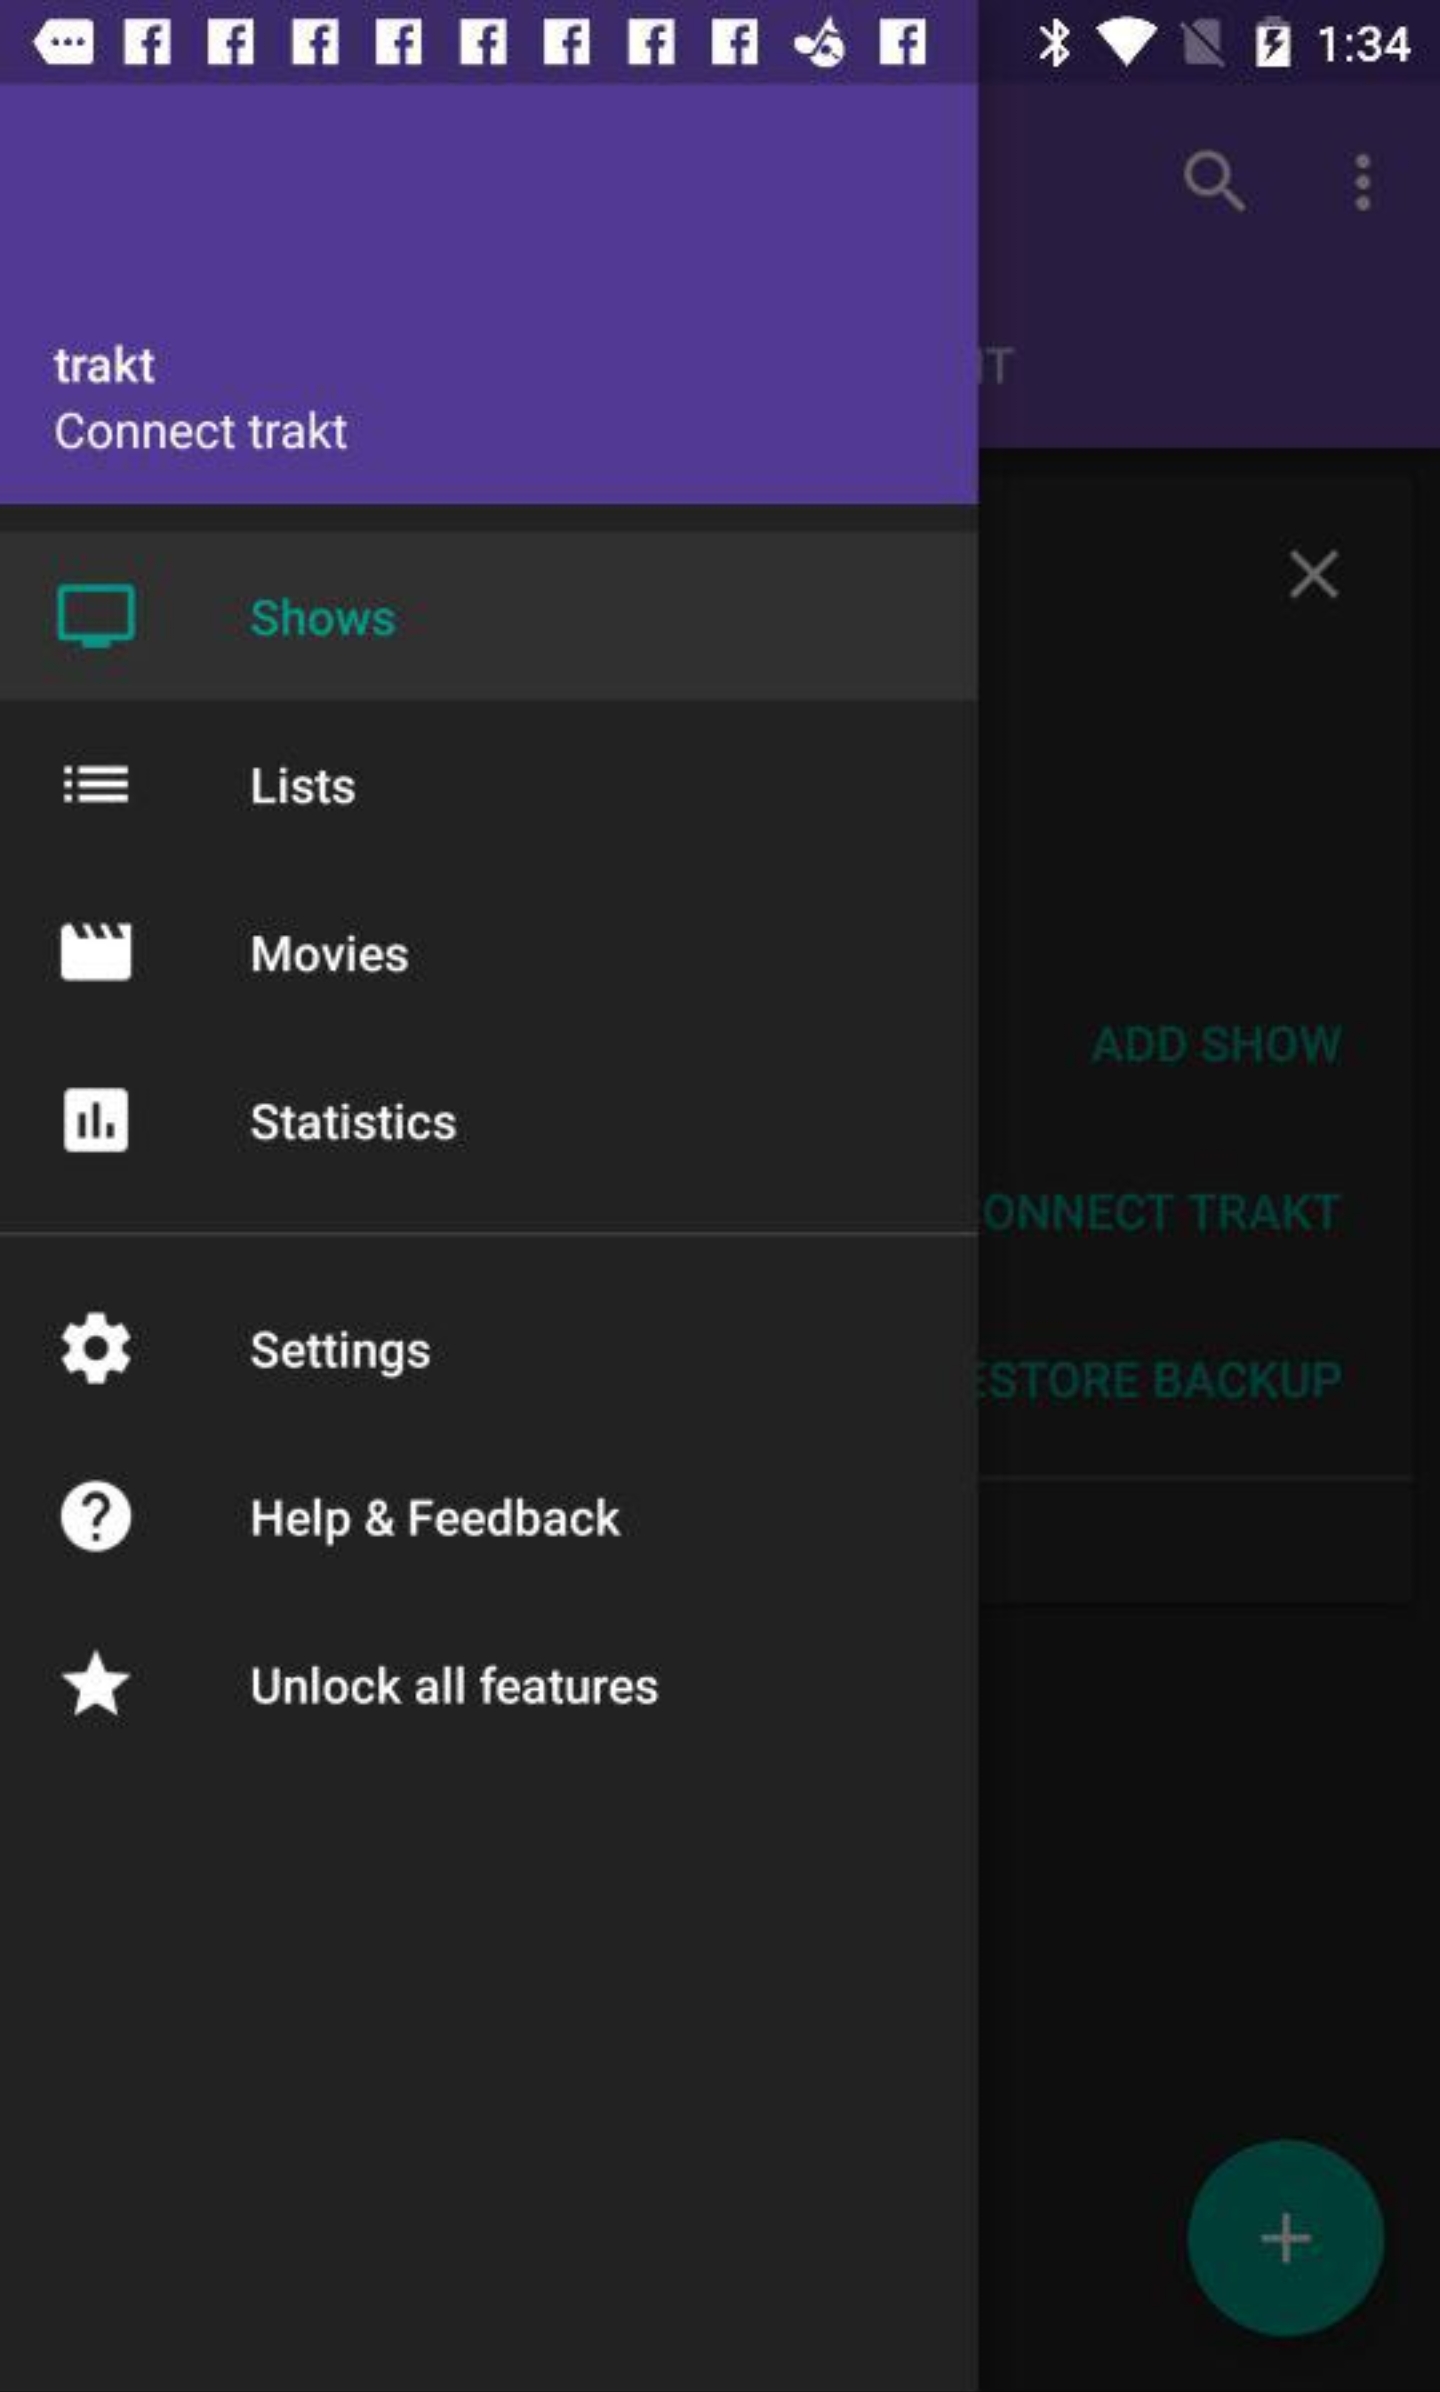 1:34
trakt
Connect trakt
Shows
Lists
Movies
Statistics
Settings
Help & Feedback
Unlock all features
ADD SHOW
ONNECT TRAKT
ESTORE BACKUP